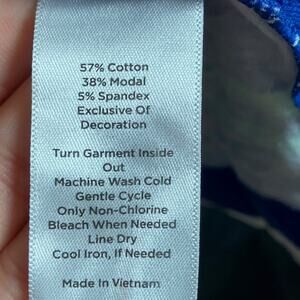 57% Cotton
38% Modal
5% Spandex
Exclusive Of
Decoration
Turn Garment Inside
Out
Machine Wash Cold
Gentle Cycle
Only Non-Chlorine
Bleach When Needed
Line Dry
Cool Iron, If Needed
Made In Vietnam